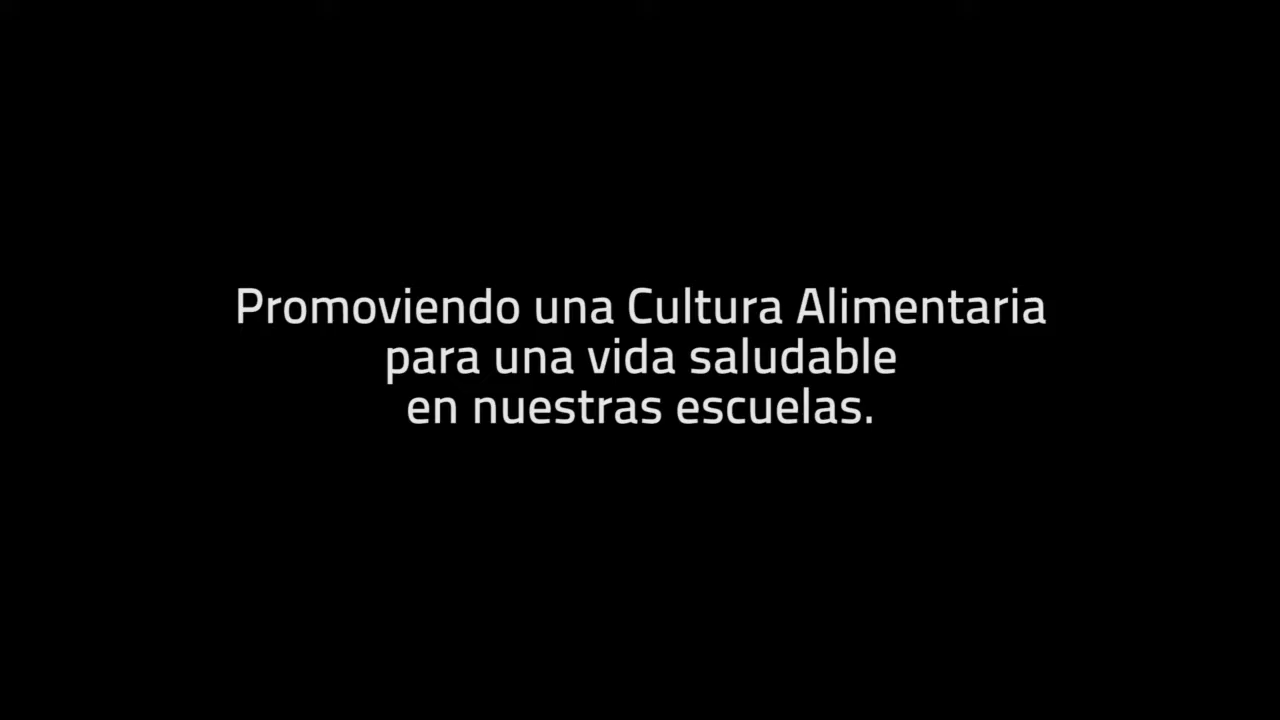 Promoviendo una Cultura Alimentaria
para una vida saludable
en nuestras escuelas.